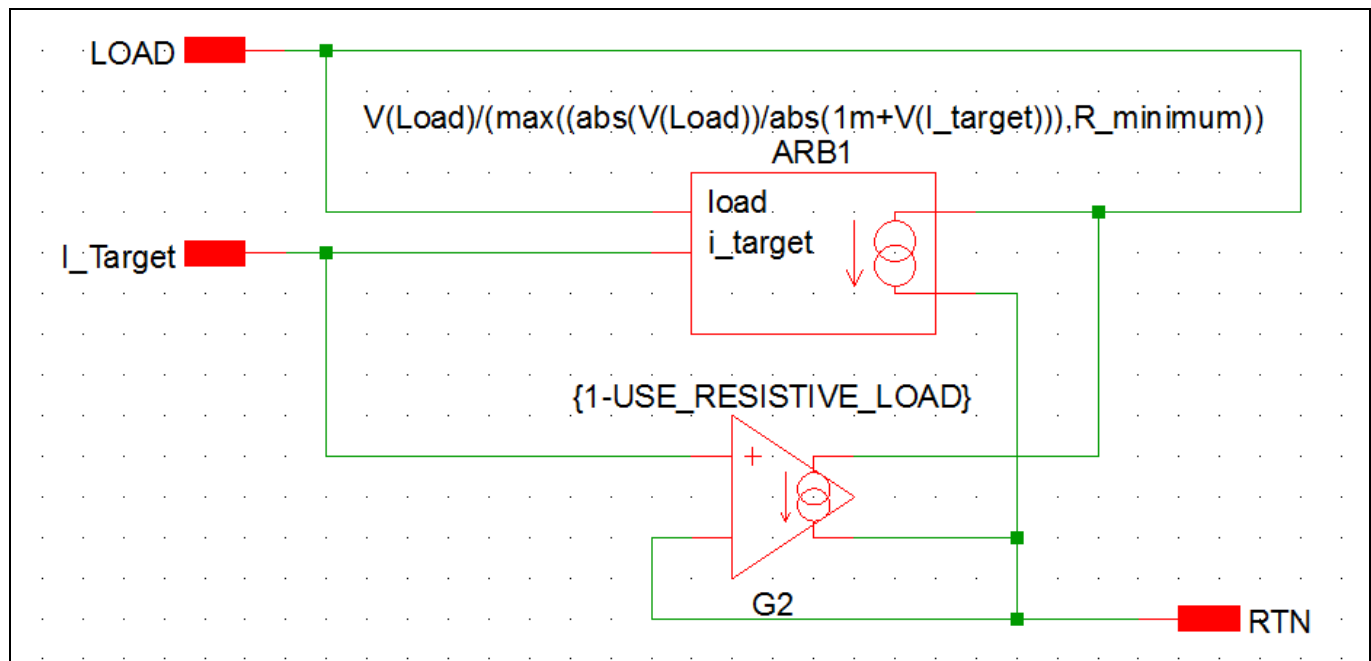 LOAD
V(Load)/(max((abs(V(Load))/abs(1m+V(I_target))),R_minimum))
ARB1
load
I_Target
i_target
{1-USE_RESISTIVE_LOAD}
+
G2
RTN